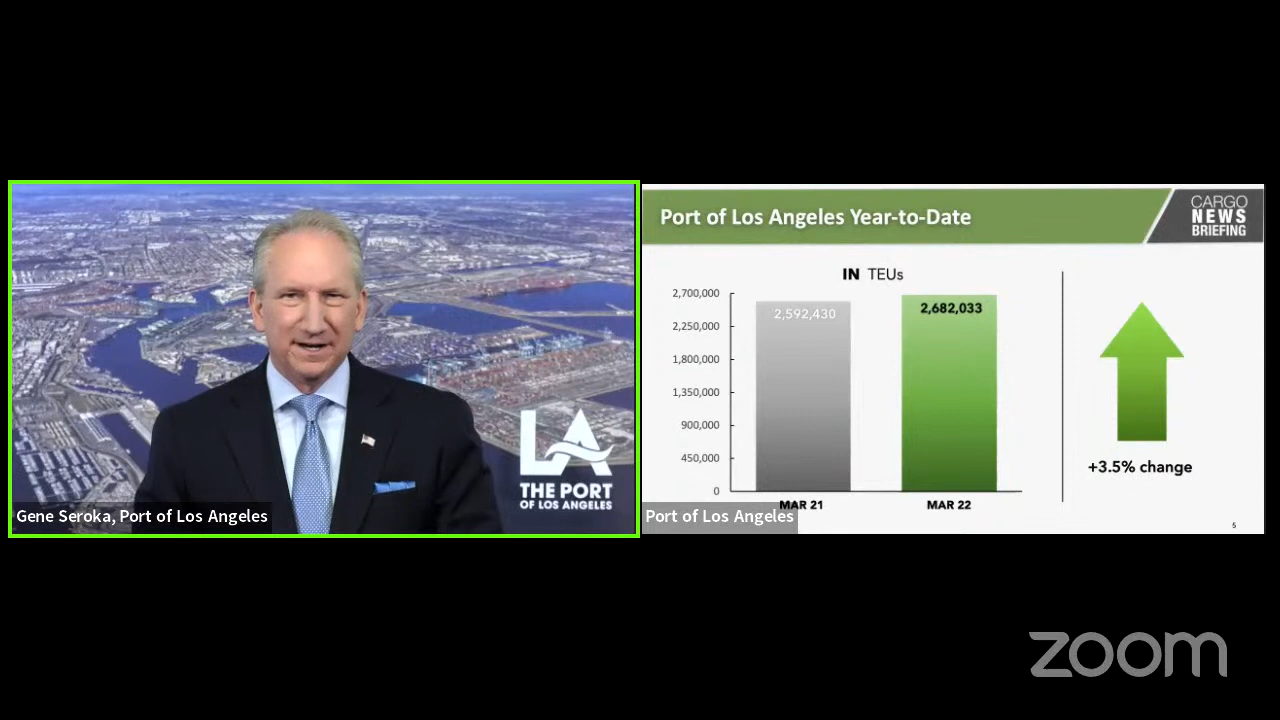 LA
THE PORT
OF LOS ANGELES
Gene Seroka, Port of Los Angeles
Port of Los Angeles Year-to-Date
CARGO
NEWS
BRIEFING
IN TEUs
2,700,000
2,250,000
1,800,000
1,350,000
900,000
450,000
0
2,592,430
2,682,033
MAR 21
MAR 22
+3.5% change
5
Port of Los Angeles
zoom